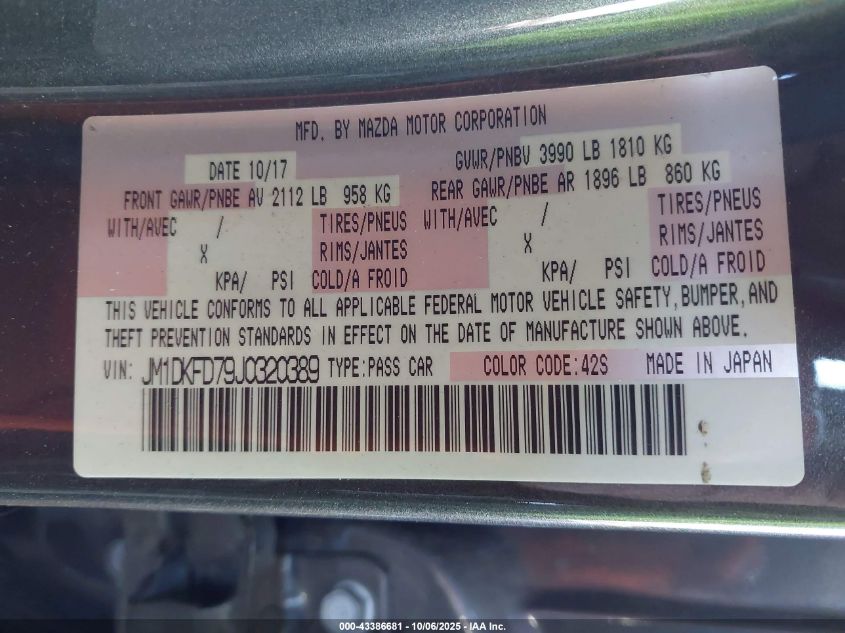 MFD. BY MAZDA MOTOR CORPORATION
DATE 10/17 GVWR/PNBV 3990 LB 1810 KG
FRONT GAWR/PNBE AV 2112 LB 958 KG REAR GAWR/PNBE AR 1896 LB 860 KG
WITH/AVEC / TIRES/PNEUS WITH/AVEC / TIRES/PNEUS
X RIMS/JANTES X RIMS/JANTES
KPA/ PSI COLD/A FROID KPA/ PSI COLD/A FROID
THIS VEHICLE CONFORMS TO ALL APPLICABLE FEDERAL MOTOR VEHICLE SAFETY, BUMPER, AND
THEFT PREVENTION STANDARDS IN EFFECT ON THE DATE OF MANUFACTURE SHOWN ABOVE.
VIN: JM1DKFD79J0320389 TYPE:PASS CAR COLOR CODE:42S MADE IN JAPAN
000-43386681 - 10/06/2025 - IAA Inc.